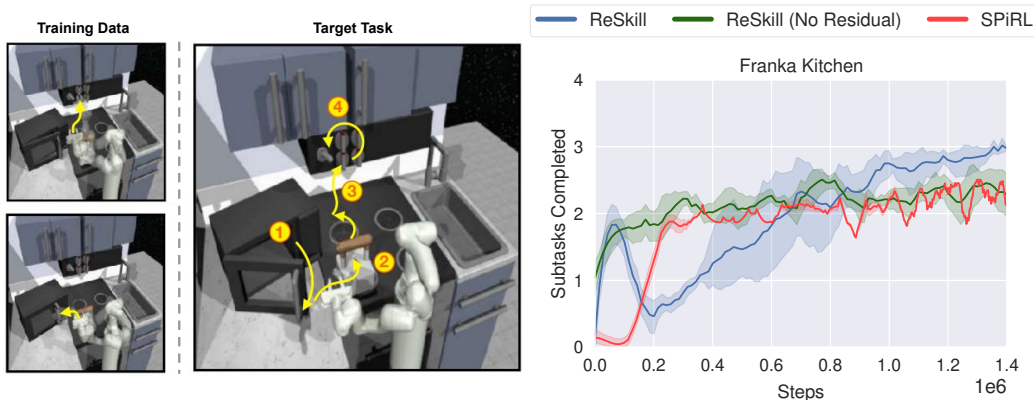 Training Data
Target Task
1
2
3
4
ReSkill
ReSkill (No Residual)
SPiRL
Franka Kitchen
Subtasks Completed
4
3
2
1
0
0.0 0.2 0.4 0.6 0.8 1.0 1.2 1.4
1e6
Steps